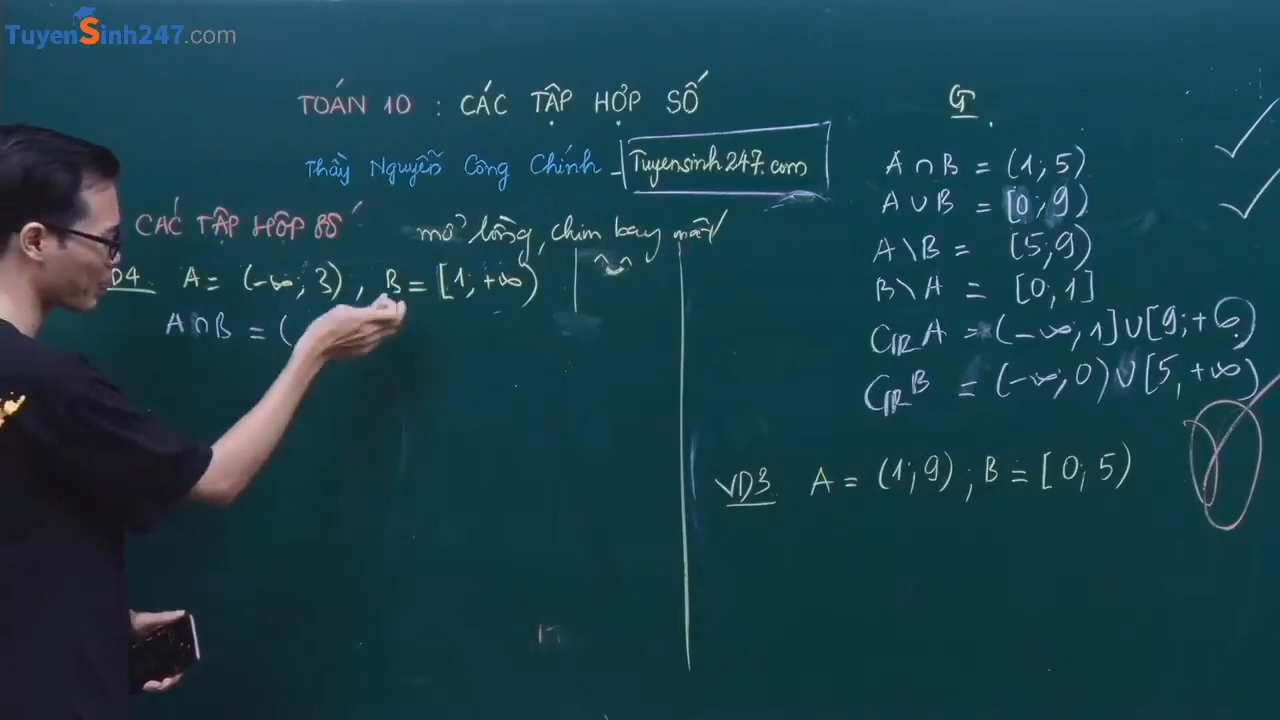 TuyenSinh247.com
TOÁN 10 : CÁC TẬP HỢP SỐ
Thầy Nguyễn Công Chính - Tuyensinh247.com
CÁC TẬP HỢP SỐ
mở lồng, chim bay mất
D4 A = (-∞; 3), B = [1; +∞)
A ∩ B = (
G
A ∩ B = (1; 5)
A ∪ B = [0; 9)
A \ B = [5; 9)
B \ A = [0, 1]
CℝA = (-∞, 1] ∪ [9; +∞)
CℝB = (-∞, 0) ∪ [5, +∞)
VD3 A = (1; 9) ; B = [0; 5)